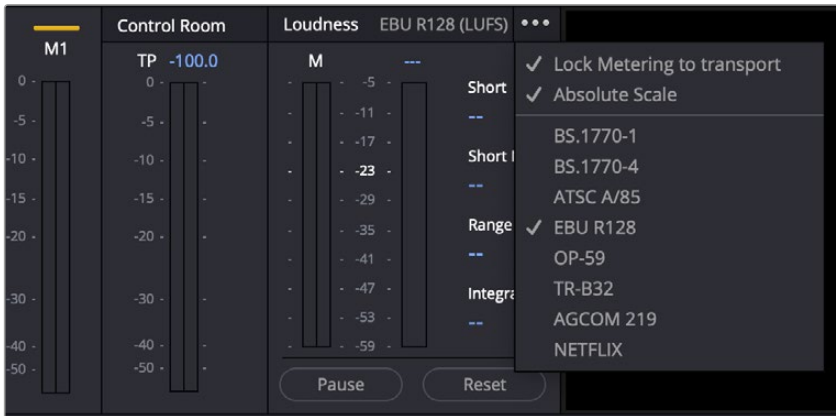 M1
0
-5
-10
-15
-20
-30
-40
-50
Control Room
TP -100.0
0
-5
-10
-15
-20
-30
-40
-50
Loudness EBU R128 (LUFS)
M ---
-5
-11
-17
-23
-29
-35
-41
-47
-53
-59
Short
--
Short
--
Range
--
--
Pause Reset
Lock Metering to transport
Absolute Scale
BS.1770-1
BS.1770-4
ATSC A/85
EBU R128
OP-59
TR-B32
AGCOM 219
NETFLIX